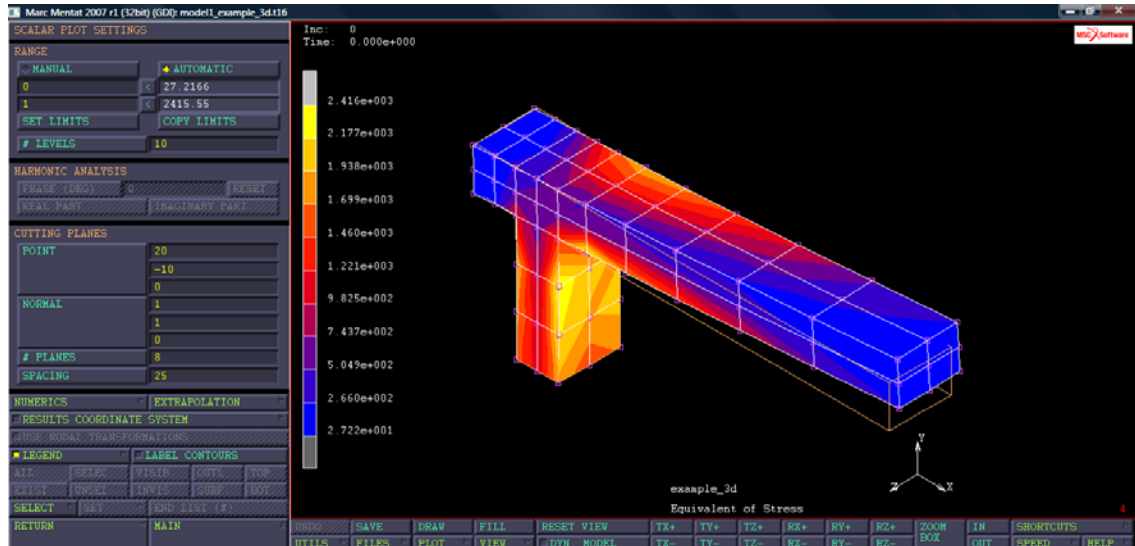 Marc Mentat 2007 r1 (32bit) (GDI): model1_example_3d.t16
SCALAR PLOT SETTINGS
RANGE
MANUAL AUTOMATIC
0 < 27.2166
1 < 2415.55
SET LIMITS COPY LIMITS
# LEVELS 10
HARMONIC ANALYSIS
PHASE (DEG) 0 RESET
REAL PART IMAGINARY PART
CUTTING PLANES
POINT 20
-10
0
NORMAL 1
1
0
# PLANES 8
SPACING 25
NUMERICS EXTRAPOLATION
RESULTS COORDINATE SYSTEM
USE NODAL TRANSFORMATIONS
LEGEND LABEL CONTOURS
ALL SELEC VISIB OUTL TOP
EXIST UNSEL INVIS SURF BOT
SELECT SET END LIST (#)
RETURN MAIN
Inc: 0
Time: 0.000e+000
MSC Software
2.416e+003
2.177e+003
1.938e+003
1.699e+003
1.460e+003
1.221e+003
9.825e+002
7.437e+002
5.049e+002
2.660e+002
2.722e+001
Y
Z X
example_3d
Equivalent of Stress
4
UNDO SAVE DRAW FILL RESET VIEW TX+ TY+ TZ+ RX+ RY+ RZ+ ZOOM BOX IN SHORTCUTS
UTILS FILES PLOT VIEW DYN. MODEL TX- TY- TZ- RX- RY- RZ- OUT SPEED HELP